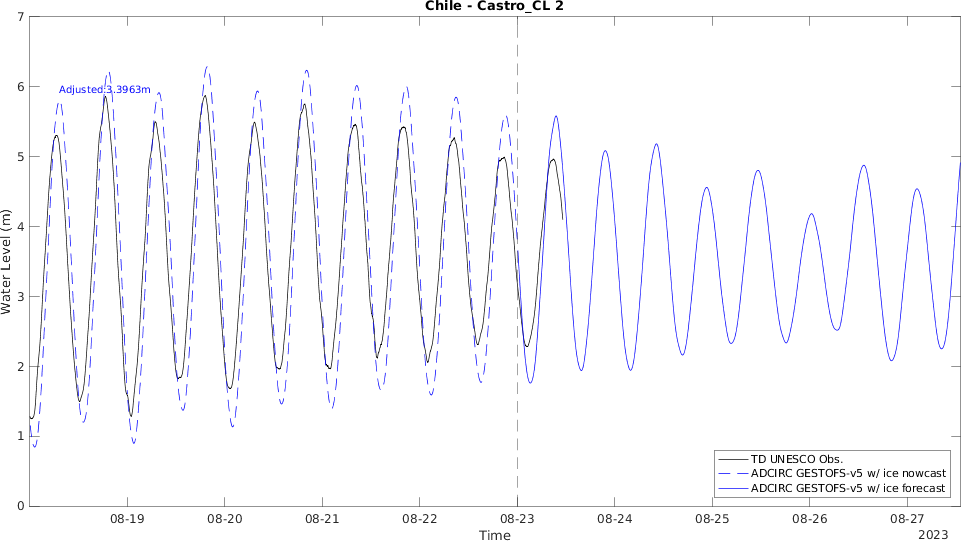 Chile - Castro_CL 2
7
6
5
4
3
2
1
0
Water Level (m)
Adjusted:3.3963m
TD UNESCO Obs.
ADCIRC GESTOFS-v5 w/ ice nowcast
ADCIRC GESTOFS-v5 w/ ice forecast
08-19 08-20 08-21 08-22 08-23 08-24 08-25 08-26 08-27
Time
2023